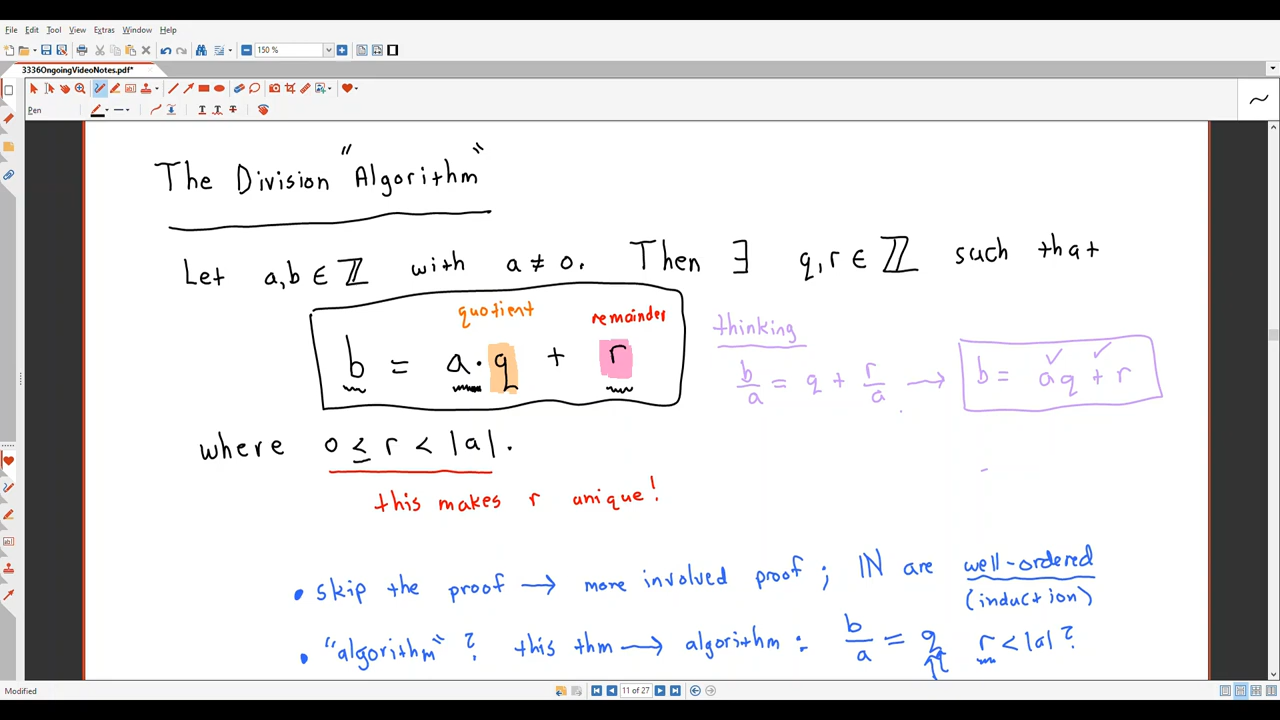 File Edit Tool View Extras Window Help
150 %
3336OngoingVideoNotes.pdf*
Pen
The Division "Algorithm"
Let a,b ∈ ℤ with a ≠ 0. Then ∃ q,r ∈ ℤ such that
quotient remainder
b = a · q + r
thinking
b/a = q + r/a → b = aq + r
where 0 ≤ r < |a|.
this makes r unique!
• skip the proof → more involved proof ; ℕ are well-ordered
(induction)
• "algorithm" ? this thm → algorithm : b/a = q r < |a| ?
Modified
11 of 27